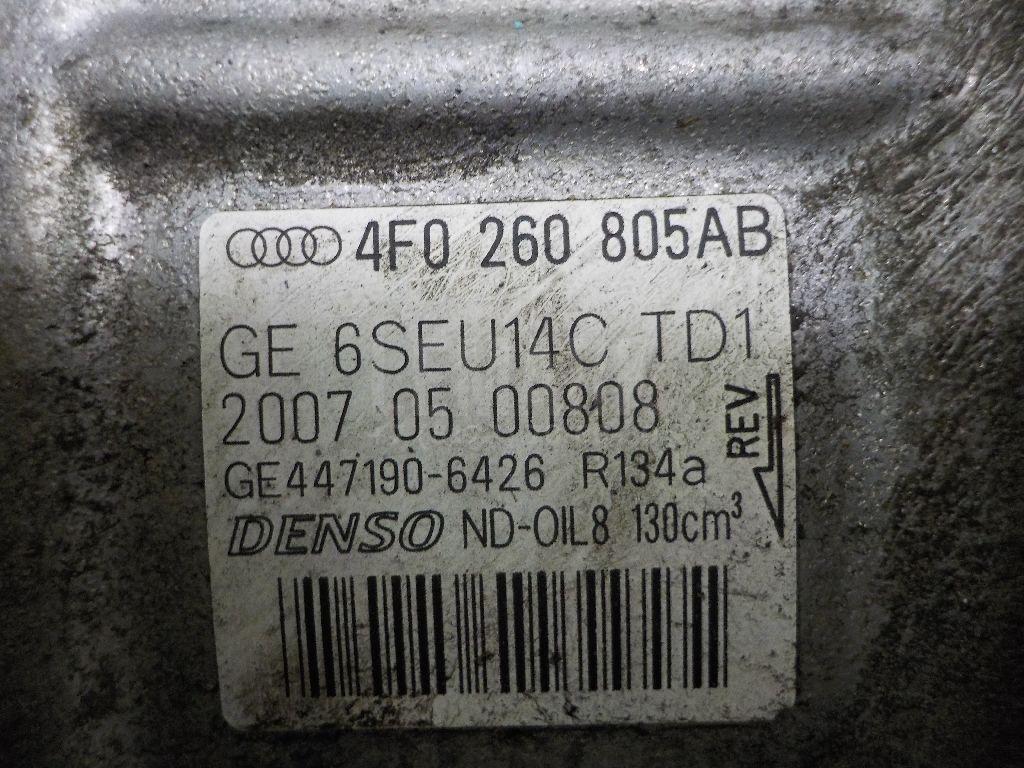 4F0 260 805AB
GE 6SEU14C TD1
2007 05 00808
GE447190-6426 R134a
REV
DENSO ND-OIL8 130cm³